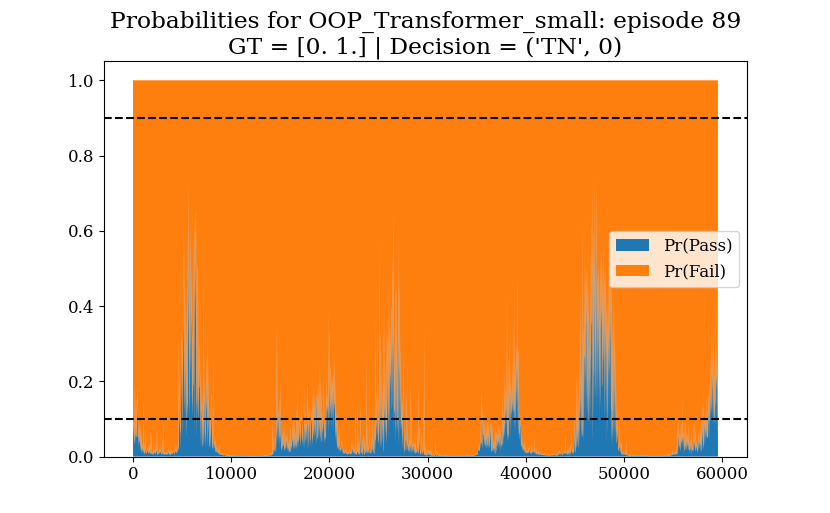 Probabilities for OOP_Transformer_small: episode 89
GT = [0. 1.] | Decision = ('TN', 0)
1.0
0.8
0.6
0.4
0.2
0.0
Pr(Pass)
Pr(Fail)
0 10000 20000 30000 40000 50000 60000